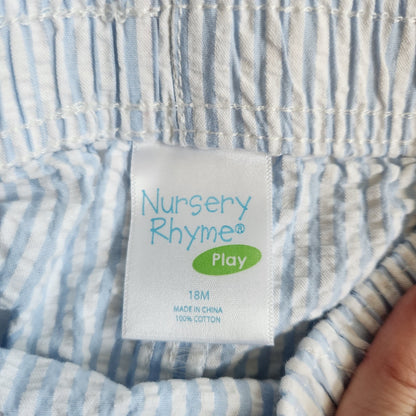 Nursery
Rhyme®
Play
18M
MADE IN CHINA
100% COTTON